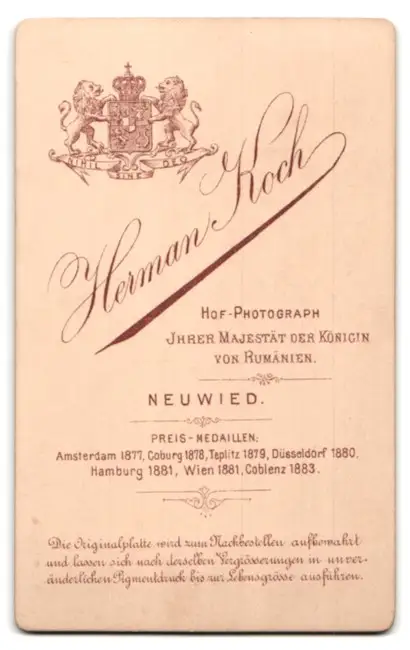 NIHIL SINE DEO
Herman Koch
Hof-Photograph
Jhrer Majestät der Königin
von Rumänien.
NEUWIED.
PREIS-MEDAILLEN:
Amsterdam 1877, Coburg 1878, Teplitz 1879, Düsseldorf 1880,
Hamburg 1881, Wien 1881, Coblenz 1883.
Die Originalplatte wird zum Nachbestellen aufbewahrt
und lassen sich nach derselben Vergrösserungen in unver-
änderlichen Pigmentdruck bis zur Lebensgrösse ausführen.